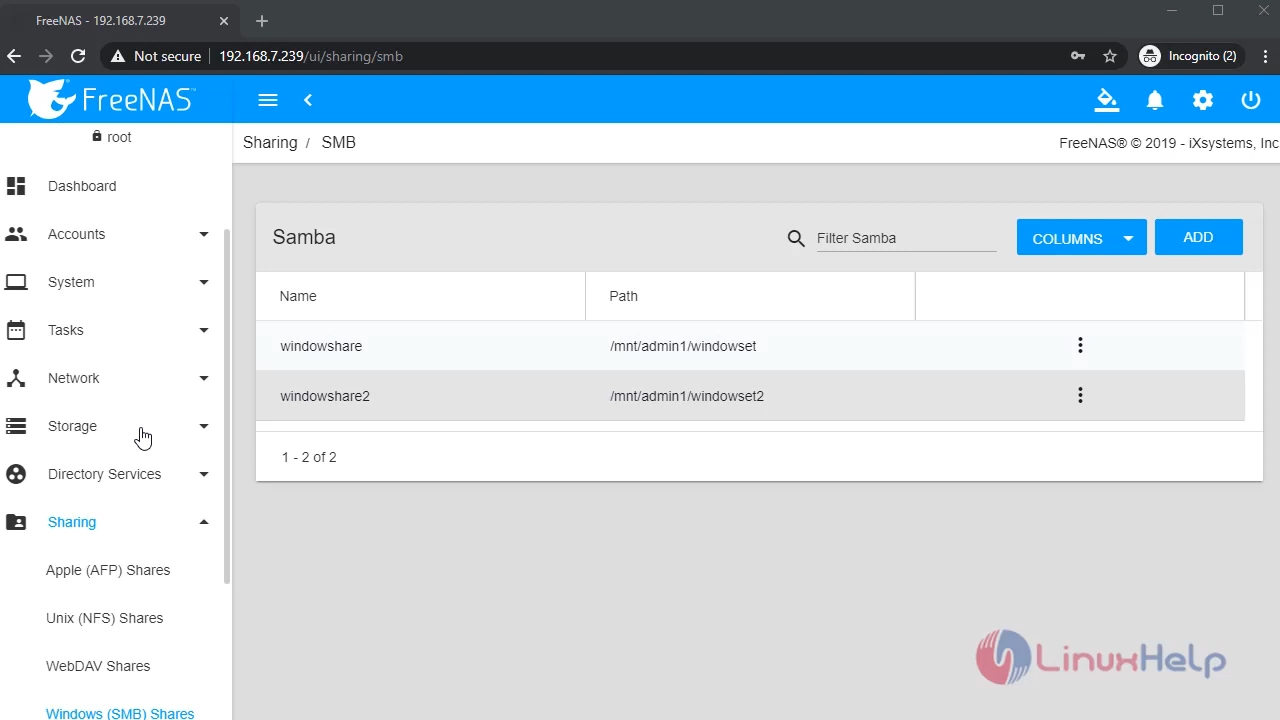 FreeNAS - 192.168.7.239
Not secure 192.168.7.239/ui/sharing/smb Incognito (2)
FreeNAS™
root
Sharing / SMB FreeNAS® © 2019 - iXsystems, Inc
Dashboard
Accounts
System
Tasks
Network
Storage
Directory Services
Sharing
Apple (AFP) Shares
Unix (NFS) Shares
WebDAV Shares
Windows (SMB) Shares
Samba Filter Samba COLUMNS ADD
Name Path
windowshare /mnt/admin1/windowset
windowshare2 /mnt/admin1/windowset2
1 - 2 of 2
LinuxHelp